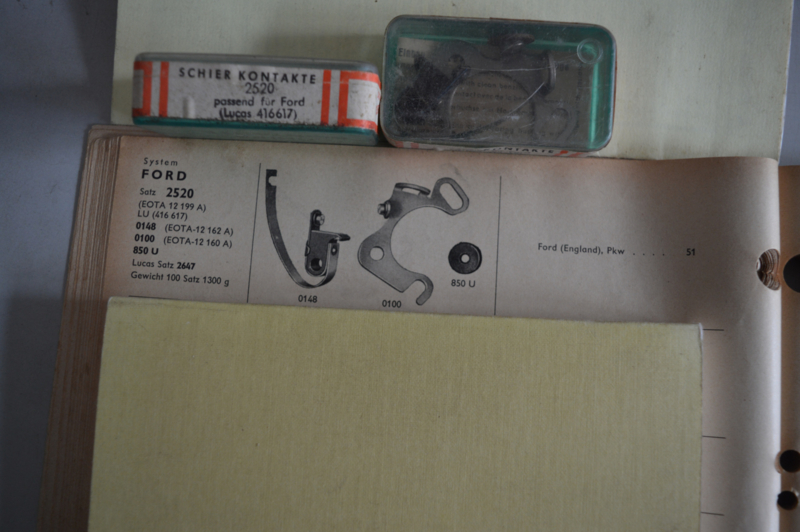 SCHIER KONTAKTE
2520
passend für Ford
(Lucas 416617)
KONTAKTE
System
FORD
Satz 2520
(EOTA 12 199 A)
LU (416 617)
0148 (EOTA-12 162 A)
0100 (EOTA-12 160 A)
850 U
Lucas Satz 2647
Gewicht 100 Satz 1300 g
0148
0100
850 U
Ford (England), Pkw . . . . 51